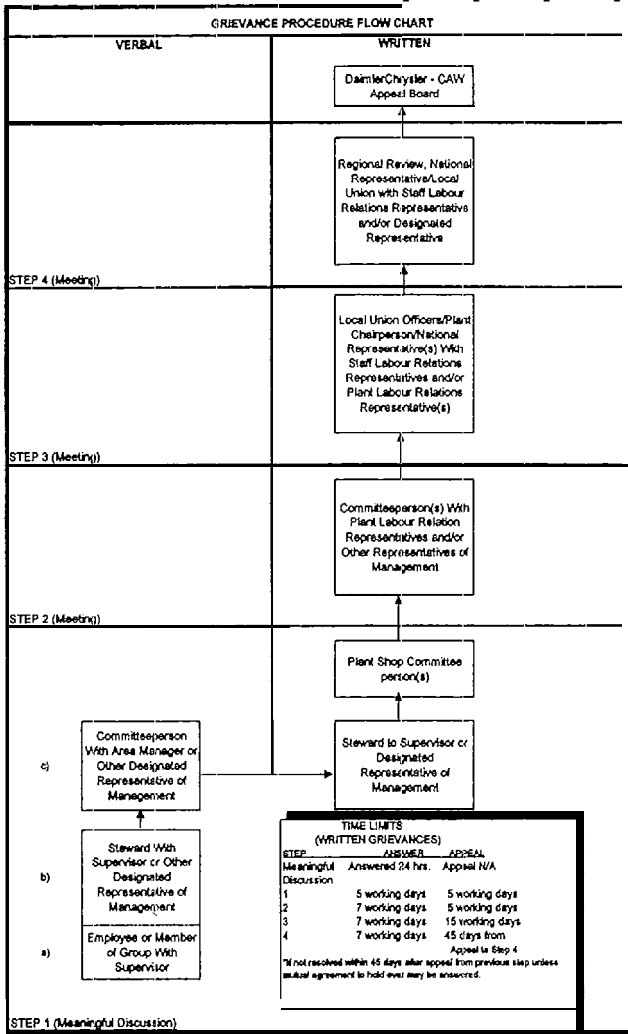 GRIEVANCE PROCEDURE FLOW CHART
VERBAL
WRITTEN
DaimlerChrysler - CAW
Appeal Board
Regional Review, National
Representative/Local
Union with Staff Labour
Relations Representative
and/or Designated
Representative
STEP 4 (Meeting)
Local Union Officers/Plant
Chairperson/National
Representative(s) With
Staff Labour Relations
Representatives and/or
Plant Labour Relations
Representative(s)
STEP 3 (Meeting)
Committeeperson(s) With
Plant Labour Relation
Representatives and/or
Other Representatives of
Management
STEP 2 (Meeting)
Plant Shop Committee
person(s)
Steward to Supervisor or
Designated
Representative of
Management
c)
Committeeperson
With Area Manager or
Other Designated
Representative of
Management
b)
Steward With
Supervisor or Other
Designated
Representative of
Management
a)
Employee or Member
of Group With
Supervisor
TIME LIMITS
(WRITTEN GRIEVANCES)
STEP ANSWER APPEAL
Meaningful Answered 24 hrs. Appeal N/A
Discussion
1 5 working days 5 working days
2 7 working days 5 working days
3 7 working days 15 working days
4 7 working days 45 days from
Appeal to Step 4
*If not resolved within 45 days after appeal from previous step unless
mutual agreement to hold over may be answered.
STEP 1 (Meaningful Discussion)